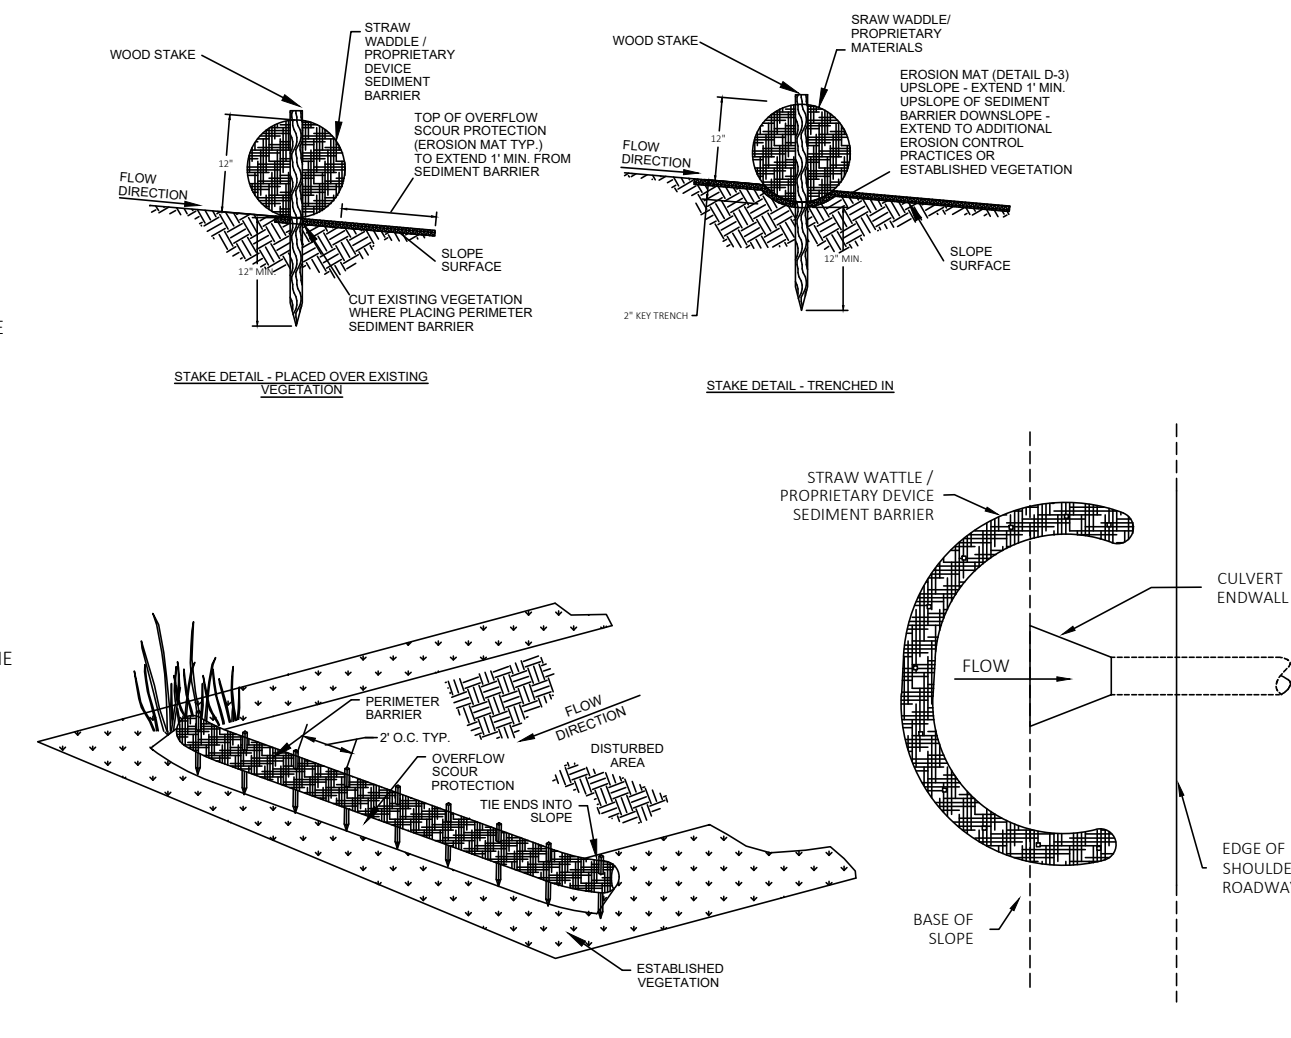 WOOD STAKE
STRAW
WADDLE /
PROPRIETARY
DEVICE
SEDIMENT
BARRIER
12"
FLOW
DIRECTION
TOP OF OVERFLOW
SCOUR PROTECTION
(EROSION MAT TYP.)
TO EXTEND 1' MIN. FROM
SEDIMENT BARRIER
12" MIN.
SLOPE
SURFACE
CUT EXISTING VEGETATION
WHERE PLACING PERIMETER
SEDIMENT BARRIER
STAKE DETAIL - PLACED OVER EXISTING
VEGETATION
WOOD STAKE
SRAW WADDLE/
PROPRIETARY
MATERIALS
EROSION MAT (DETAIL D-3)
UPSLOPE - EXTEND 1' MIN.
UPSLOPE OF SEDIMENT
BARRIER DOWNSLOPE -
EXTEND TO ADDITIONAL
EROSION CONTROL
PRACTICES OR
ESTABLISHED VEGETATION
12"
FLOW
DIRECTION
SLOPE
SURFACE
12" MIN.
2" KEY TRENCH
STAKE DETAIL - TRENCHED IN
E
IE
PERIMETER
BARRIER
2' O.C. TYP.
OVERFLOW
SCOUR
PROTECTION
FLOW
DIRECTION
DISTURBED
AREA
TIE ENDS INTO
SLOPE
ESTABLISHED
VEGETATION
STRAW WATTLE /
PROPRIETARY DEVICE
SEDIMENT BARRIER
CULVERT
ENDWALL
FLOW
BASE OF
SLOPE
EDGE OF
SHOULDE
ROADWA